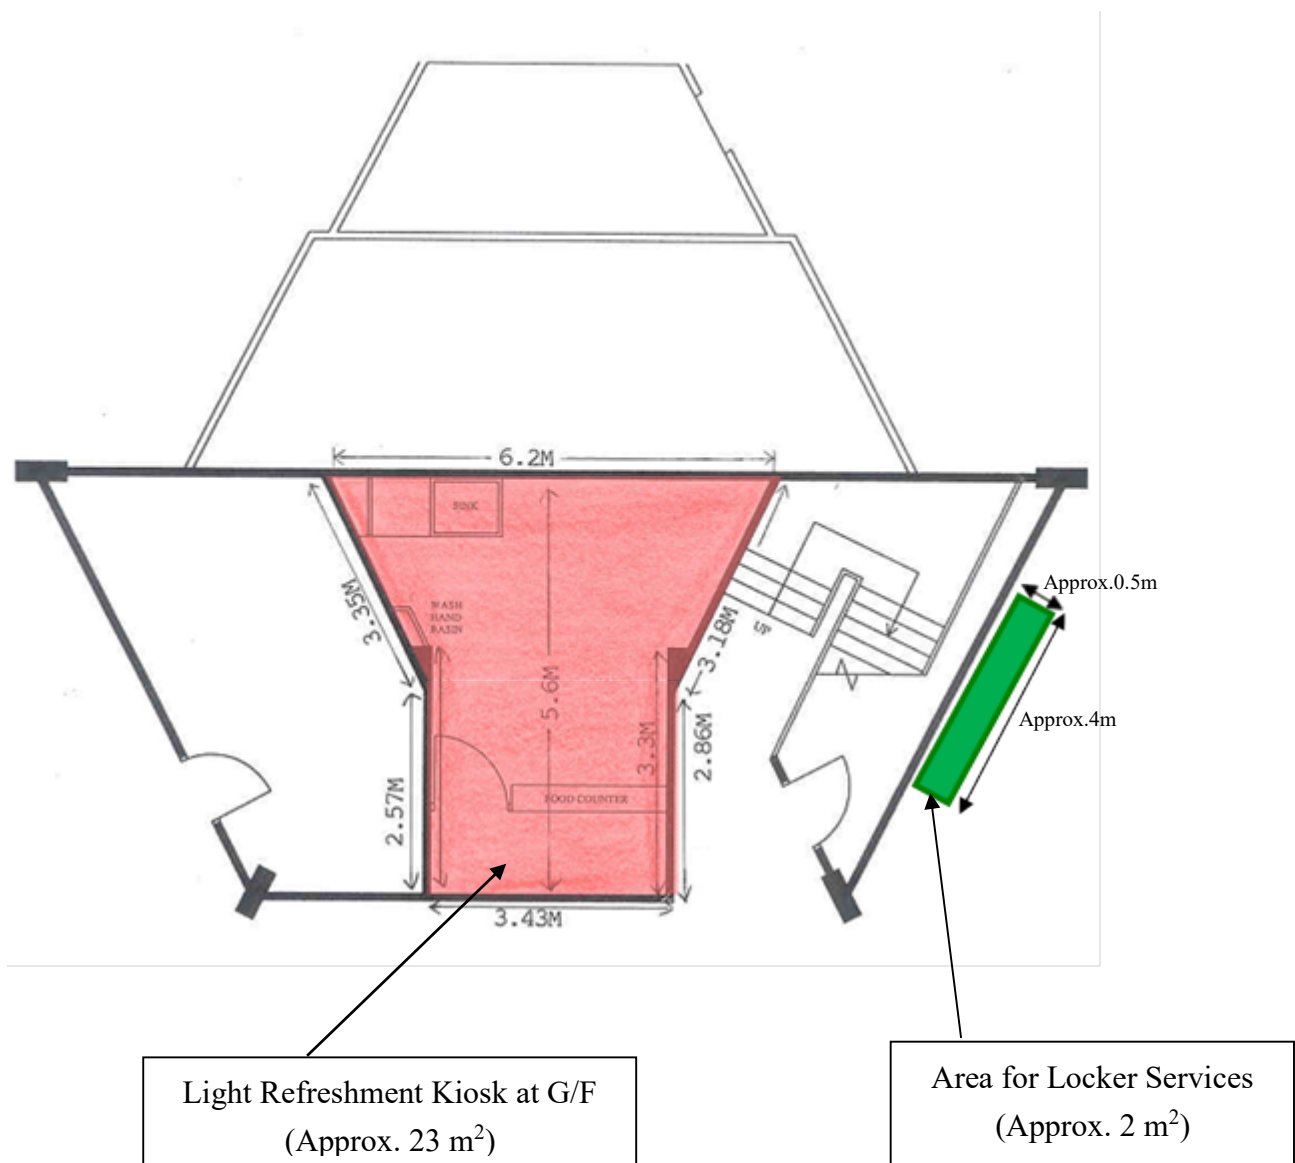 6.2M
SINK
3.35M
WASH
HAND
BASIN
5.6M
3.18M
UP
Approx.0.5m
Approx.4m
2.57M
3.3M
2.86M
FOOD COUNTER
3.43M
Light Refreshment Kiosk at G/F
(Approx. 23 m²)
Area for Locker Services
(Approx. 2 m²)